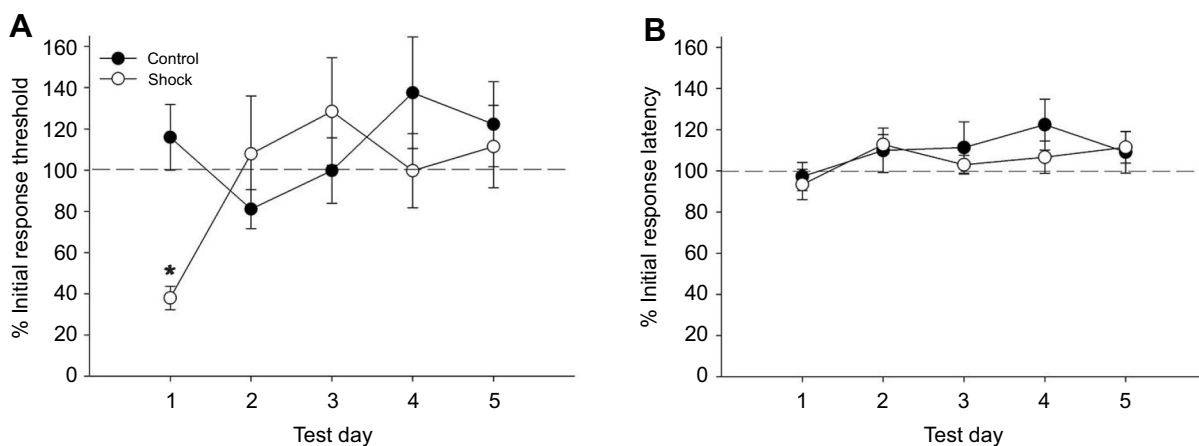 A
% Initial response threshold
160
140
120
100
80
60
40
20
0
Control
Shock
*
1 2 3 4 5
Test day
B
% Initial response latency
160
140
120
100
80
60
40
20
0
1 2 3 4 5
Test day